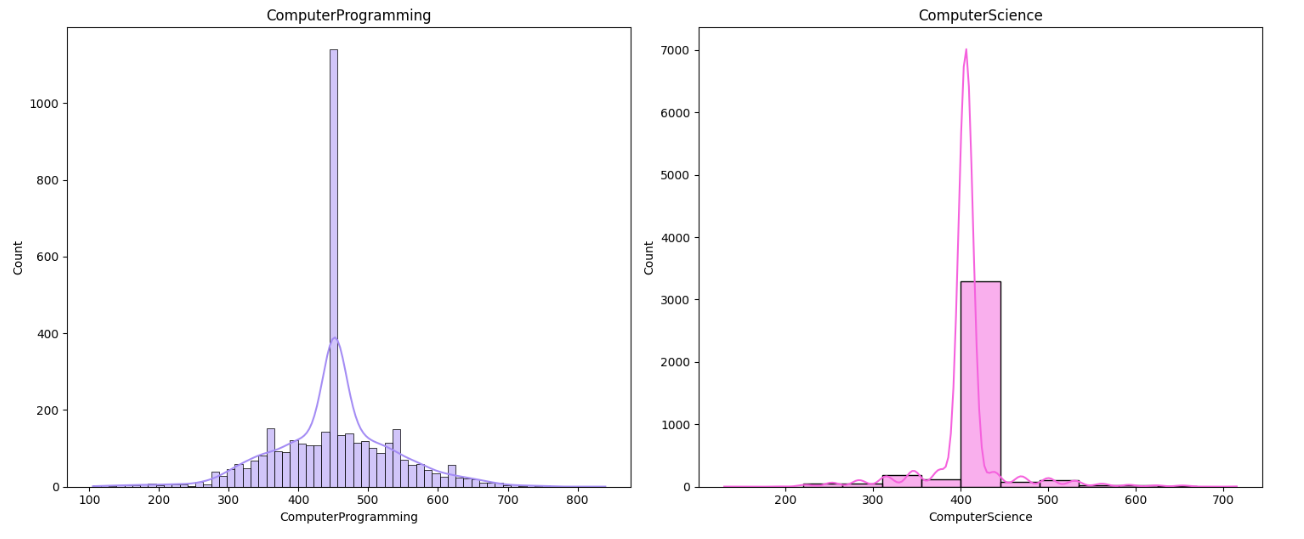 ComputerProgramming
1000
800
600
400
200
0
Count
100 200 300 400 500 600 700 800
ComputerProgramming
ComputerScience
7000
6000
5000
4000
3000
2000
1000
0
Count
200 300 400 500 600 700
ComputerScience